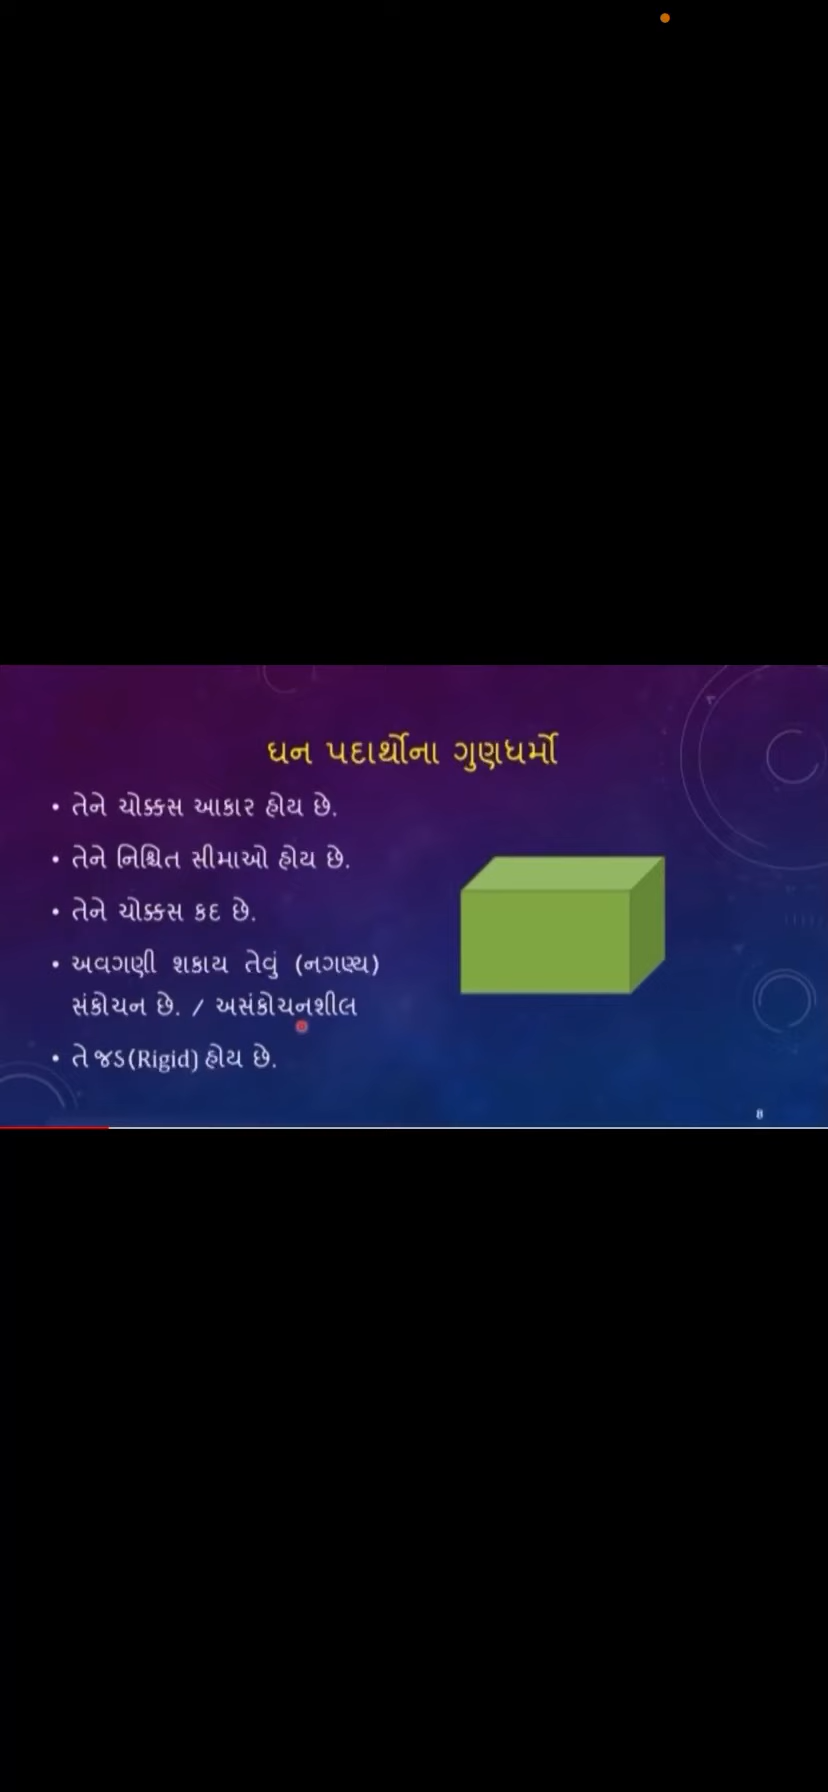 ઘન પદાર્થોના ગુણધર્મો
• તેને ચોક્કસ આકાર હોય છે.
• તેને નિશ્ચિત સીમાઓ હોય છે.
• તેને ચોક્કસ કદ છે.
• અવગણી શકાય તેવું (નગણ્ય)
સંકોચન છે. / અસંકોચનશીલ
• તે જડ(Rigid) હોય છે.
8